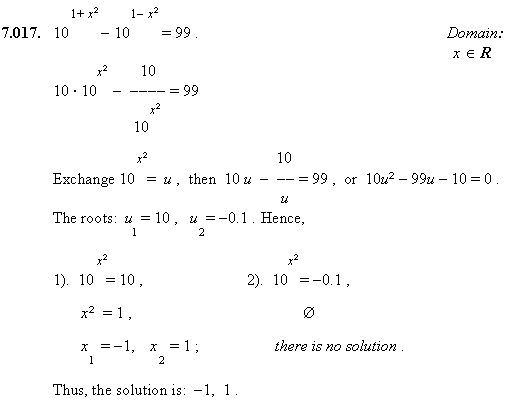 7.017. 10^{1+x²} − 10^{1−x²} = 99 . Domain:
x ∈ R
10 · 10^{x²} − 10/10^{x²} = 99
Exchange 10^{x²} = u , then 10 u − 10/u = 99 , or 10u² − 99u − 10 = 0 .
The roots: u₁ = 10 , u₂ = −0.1 . Hence,
1). 10^{x²} = 10 , 2). 10^{x²} = −0.1 ,
x² = 1 , ∅
x₁ = −1, x₂ = 1 ; there is no solution .
Thus, the solution is: −1, 1 .